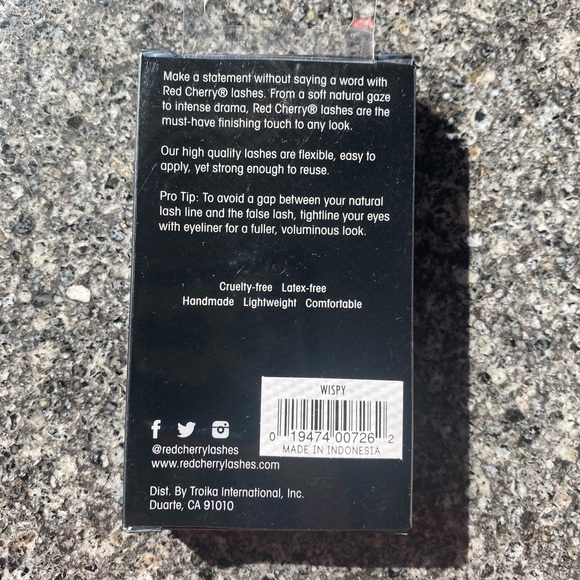 Make a statement without saying a word with
Red Cherry® lashes. From a soft natural gaze
to intense drama, Red Cherry® lashes are the
must-have finishing touch to any look.
Our high quality lashes are flexible, easy to
apply, yet strong enough to reuse.
Pro Tip: To avoid a gap between your natural
lash line and the false lash, tightline your eyes
with eyeliner for a fuller, voluminous look.
Cruelty-free Latex-free
Handmade Lightweight Comfortable
WISPY
0 19474 00726 2
MADE IN INDONESIA
@redcherrylashes
www.redcherrylashes.com
Dist. By Troika International, Inc.
Duarte, CA 91010